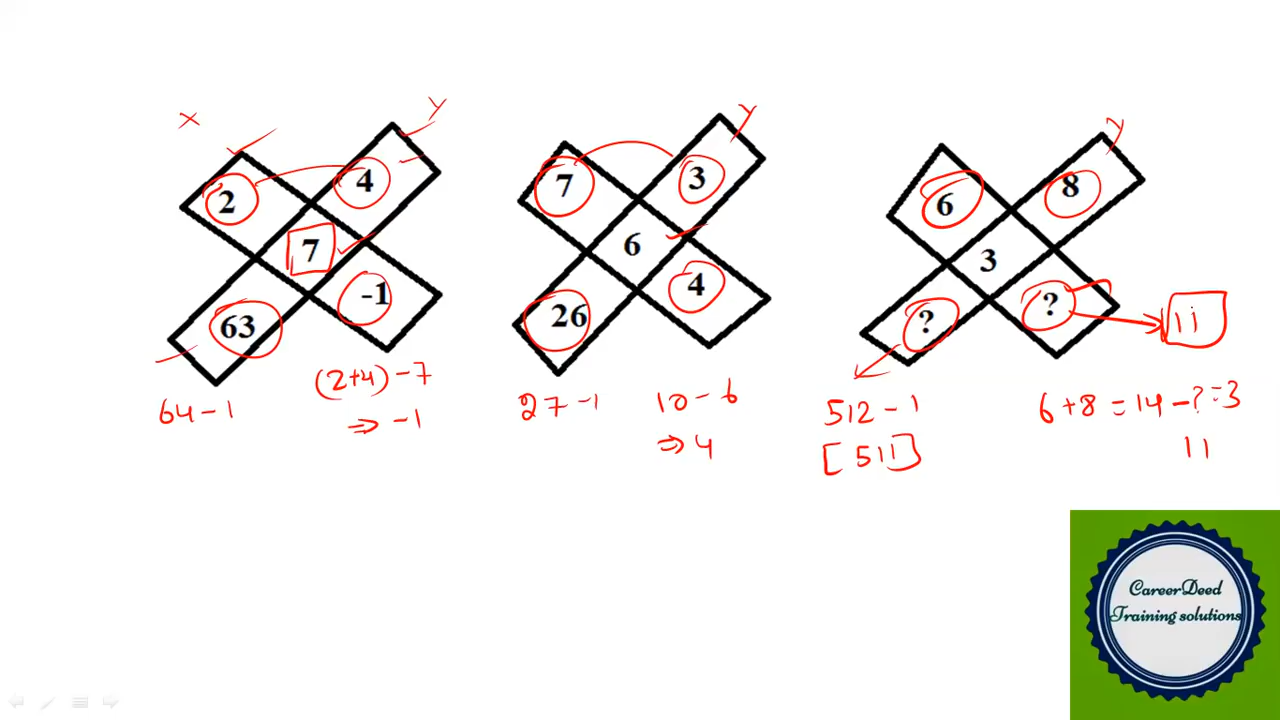 x y y y
2 4 7 3 6 8
7 6 3
63 -1 26 4 ? ? 11
64 - 1 (2+4) - 7 27 - 1 10 - 6 512 - 1 6 + 8 = 14 - ? = 3
⇒ -1 ⇒ 4 [511] 11
CareerDeed
Training solutions